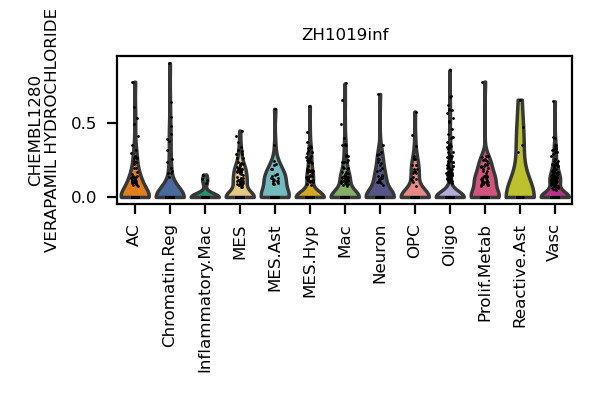 ZH1019inf
CHEMBL1280
VERAPAMIL HYDROCHLORIDE
0.5
0.0
AC
Chromatin.Reg
Inflammatory.Mac
MES
MES.Ast
MES.Hyp
Mac
Neuron
OPC
Oligo
Prolif.Metab
Reactive.Ast
Vasc